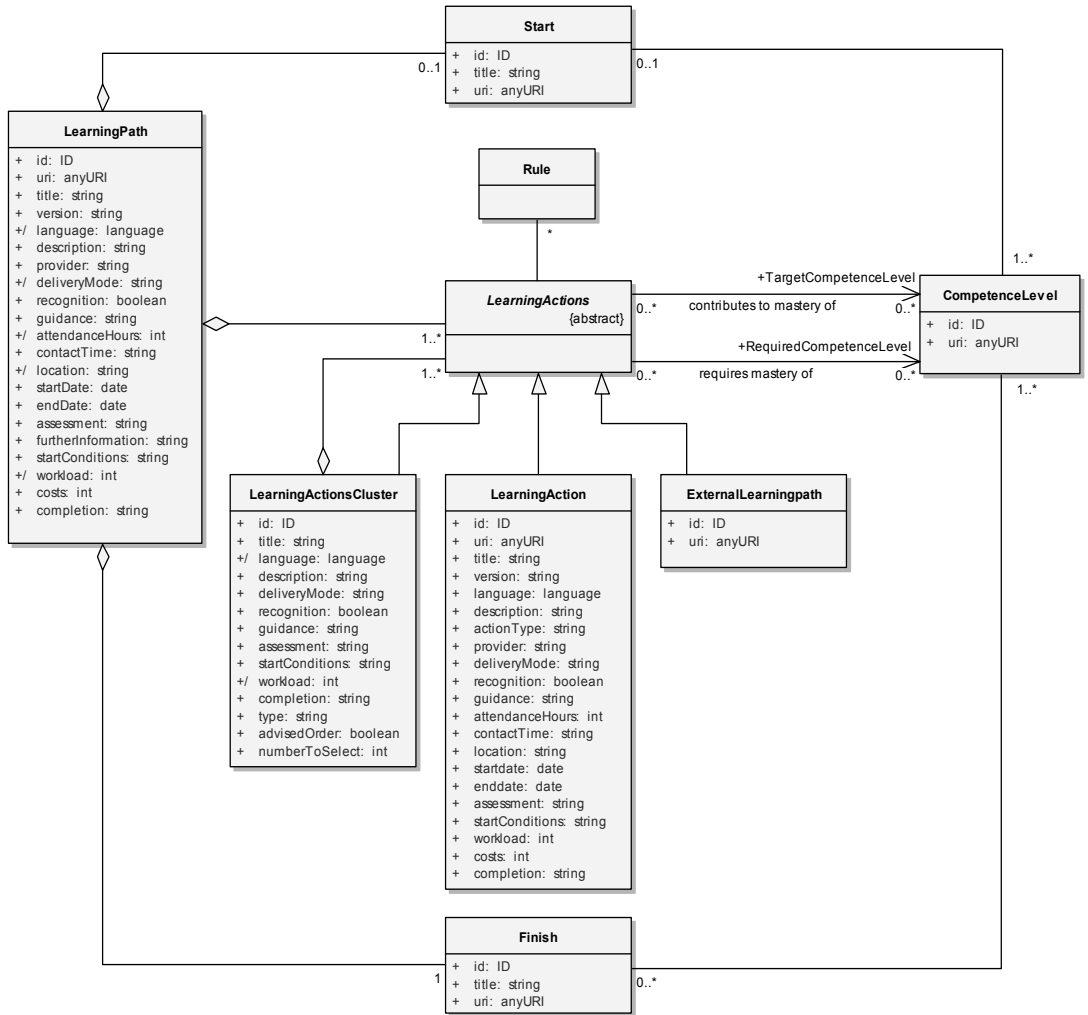 Start
+ id: ID
+ title: string
+ uri: anyURI
0..1
0..1
LearningPath
+ id: ID
+ uri: anyURI
+ title: string
+ version: string
+/ language: language
+ description: string
+ provider: string
+/ deliveryMode: string
+ recognition: boolean
+ guidance: string
+/ attendanceHours: int
+ contactTime: string
+/ location: string
+ startDate: date
+ endDate: date
+ assessment: string
+ furtherInformation: string
+ startConditions: string
+/ workload: int
+ costs: int
+ completion: string
Rule
*
LearningActions
{abstract}
1..*
1..*
+TargetCompetenceLevel
0..*
contributes to mastery of
0..*
+RequiredCompetenceLevel
0..*
requires mastery of
0..*
1..*
CompetenceLevel
+ id: ID
+ uri: anyURI
1..*
LearningActionsCluster
+ id: ID
+ title: string
+/ language: language
+ description: string
+ deliveryMode: string
+ recognition: boolean
+ guidance: string
+ assessment: string
+ startConditions: string
+/ workload: int
+ completion: string
+ type: string
+ advisedOrder: boolean
+ numberToSelect: int
LearningAction
+ id: ID
+ uri: anyURI
+ title: string
+ version: string
+ language: language
+ description: string
+ actionType: string
+ provider: string
+ deliveryMode: string
+ recognition: boolean
+ guidance: string
+ attendanceHours: int
+ contactTime: string
+ location: string
+ startdate: date
+ enddate: date
+ assessment: string
+ startConditions: string
+ workload: int
+ costs: int
+ completion: string
ExternalLearningpath
+ id: ID
+ uri: anyURI
Finish
+ id: ID
+ title: string
+ uri: anyURI
1
0..*